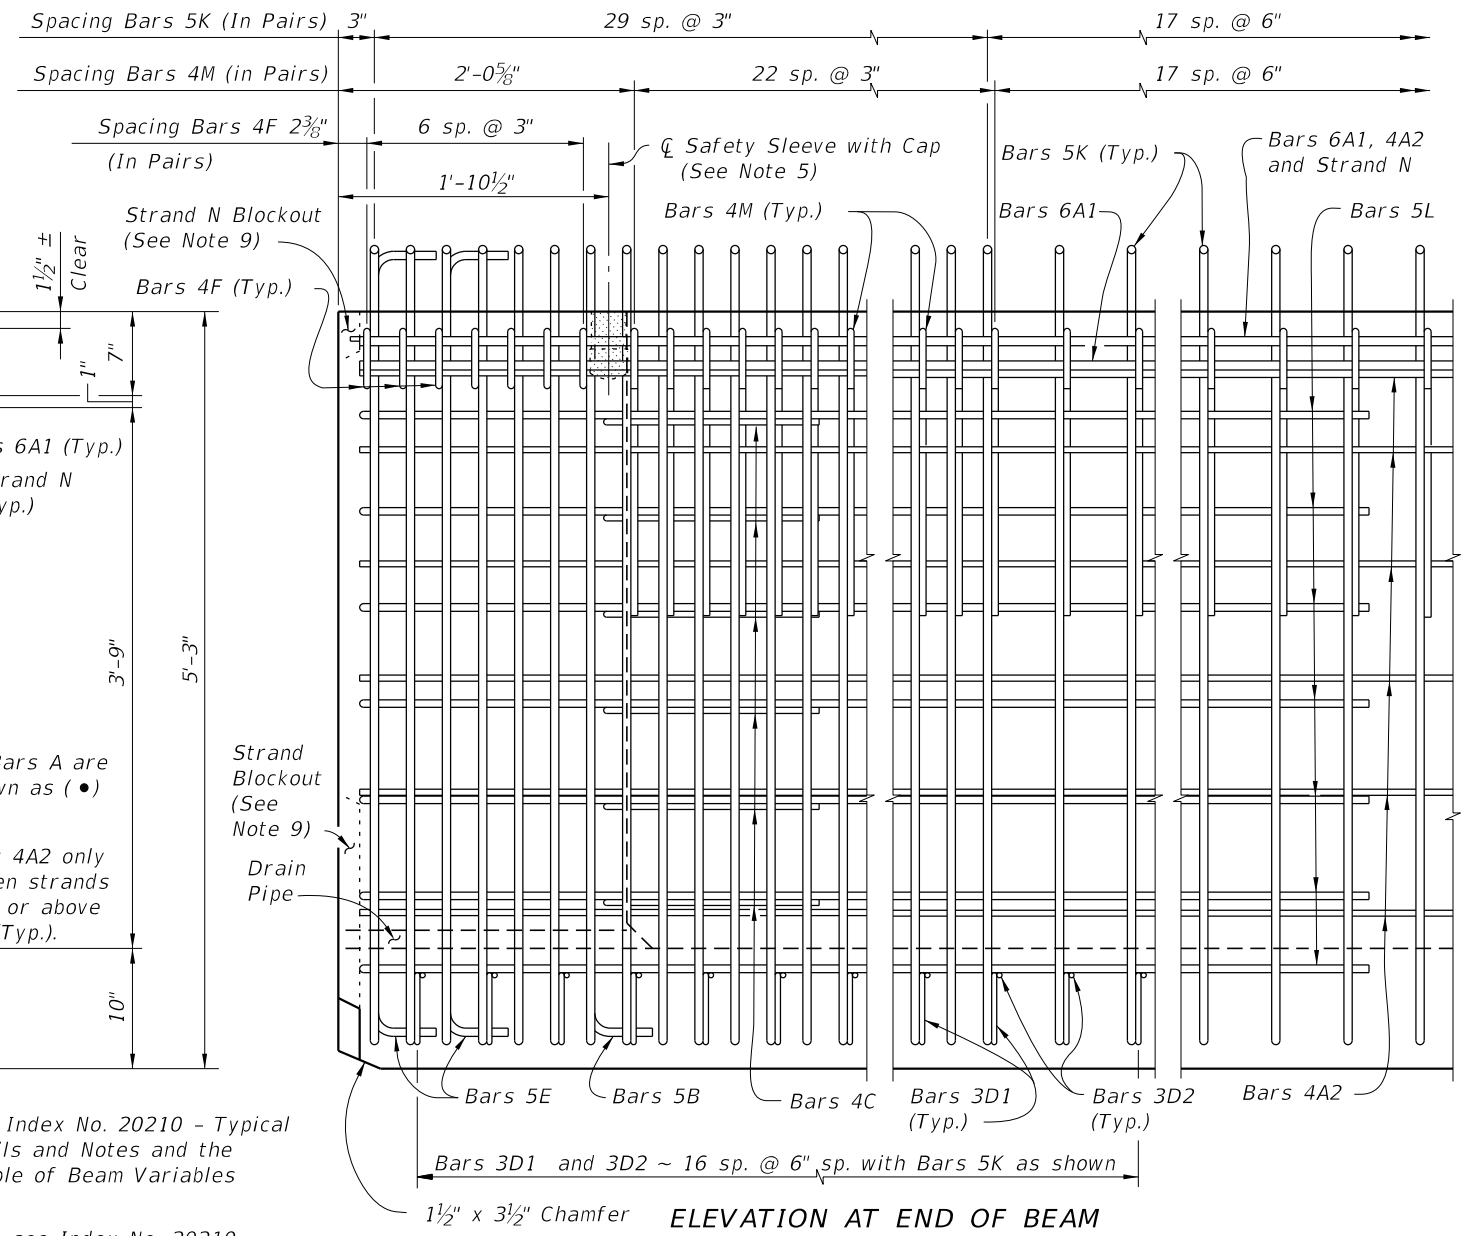 Spacing Bars 5K (In Pairs) 3" 29 sp. @ 3" 17 sp. @ 6"
Spacing Bars 4M (in Pairs) 2'-0⅝" 22 sp. @ 3" 17 sp. @ 6"
Spacing Bars 4F 2⅜" 6 sp. @ 3"
(In Pairs)
℄ Safety Sleeve with Cap
(See Note 5)
Bars 5K (Typ.)
Bars 6A1, 4A2
and Strand N
1'-10½"
Strand N Blockout
(See Note 9)
Bars 4M (Typ.)
Bars 6A1
Bars 5L
1½" ±
Clear
Bars 4F (Typ.)
7"
1"
s 6A1 (Typ.)
rand N
yp.)
3'-9"
5'-3"
Bars A are
wn as ( ● )
Strand
Blockout
(See
Note 9)
4A2 only
en strands
or above
Typ.).
Drain
Pipe
10"
Bars 5E
Bars 5B
Bars 4C
Bars 3D1
(Typ.)
Bars 3D2
(Typ.)
Bars 4A2
Index No. 20210 - Typical
ils and Notes and the
ble of Beam Variables
Bars 3D1 and 3D2 ~ 16 sp. @ 6" sp. with Bars 5K as shown
1½" x 3½" Chamfer
ELEVATION AT END OF BEAM
see Index No. 20210